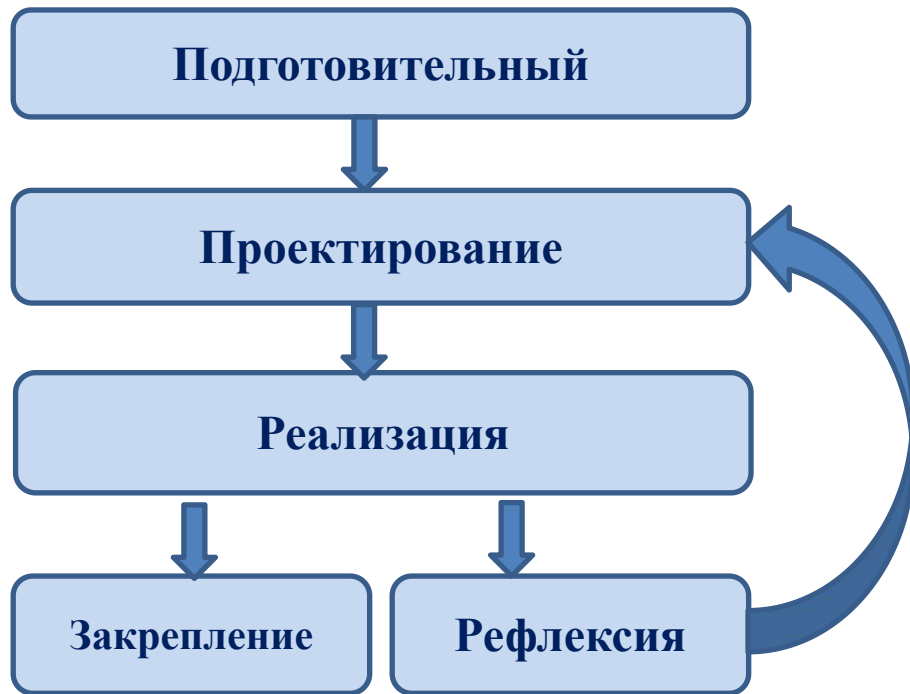 Подготовительный
Проектирование
Реализация
Закрепление
Рефлексия